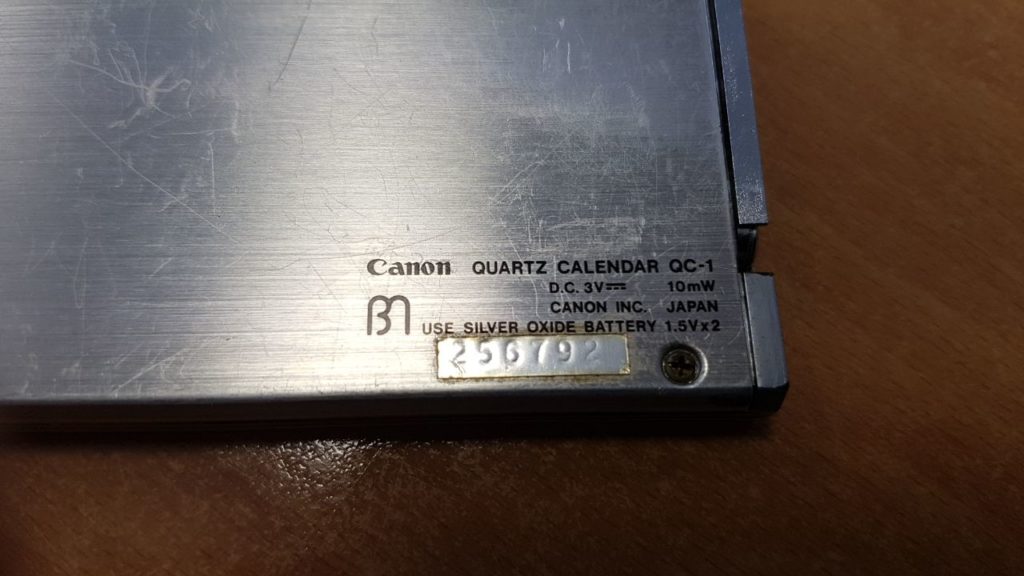 Canon QUARTZ CALENDAR QC-1
D.C. 3V⎓ 10mW
CANON INC. JAPAN
USE SILVER OXIDE BATTERY 1.5V x 2
256792